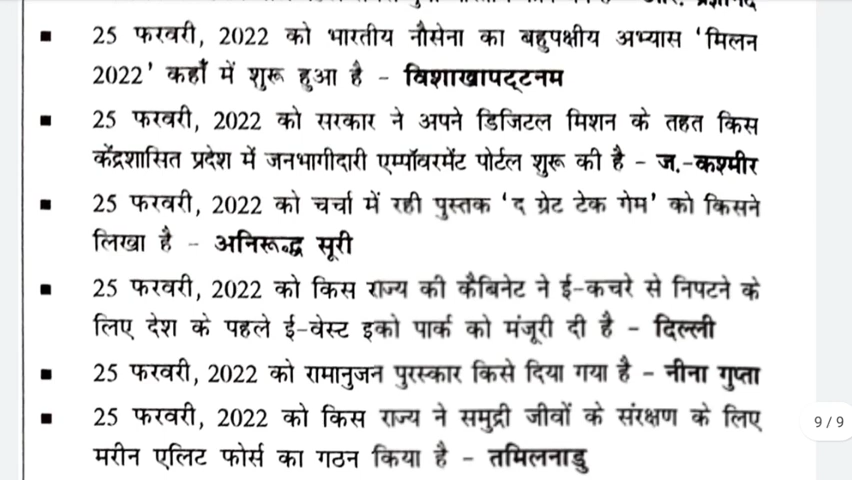 ■ 25 फरवरी, 2022 को भारतीय नौसेना का बहुपक्षीय अभ्यास 'मिलन
2022' कहाँ में शुरू हुआ है - विशाखापट्टनम
■ 25 फरवरी, 2022 को सरकार ने अपने डिजिटल मिशन के तहत किस
केंद्रशासित प्रदेश में जनभागीदारी एम्पॉवरमेंट पोर्टल शुरू की है - ज.-कश्मीर
■ 25 फरवरी, 2022 को चर्चा में रही पुस्तक 'द ग्रेट टेक गेम' को किसने
लिखा है - अनिरूद्ध सूरी
■ 25 फरवरी, 2022 को किस राज्य की कैबिनेट ने ई-कचरे से निपटने के
लिए देश के पहले ई-वेस्ट इको पार्क को मंजूरी दी है - दिल्ली
■ 25 फरवरी, 2022 को रामानुजन पुरस्कार किसे दिया गया है - नीना गुप्ता
■ 25 फरवरी, 2022 को किस राज्य ने समुद्री जीवों के संरक्षण के लिए
9/9
मरीन एलिट फोर्स का गठन किया है - तमिलनाडु